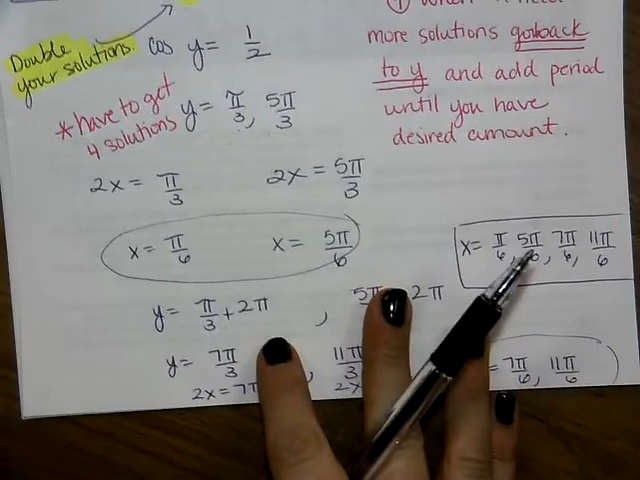 Double your solutions.
cos y = 1/2
* have to get 4 solutions
y = π/3, 5π/3
2x = π/3
2x = 5π/3
x = π/6
x = 5π/6
y = π/3 + 2π ,
2π
y = 7π/3 , 11π/3
2x = 7π
2x
more solutions go back
to y and add period
until you have
desired amount.
x = π/6, 5π/6, 7π/6, 11π/6
= 7π/6, 11π/6